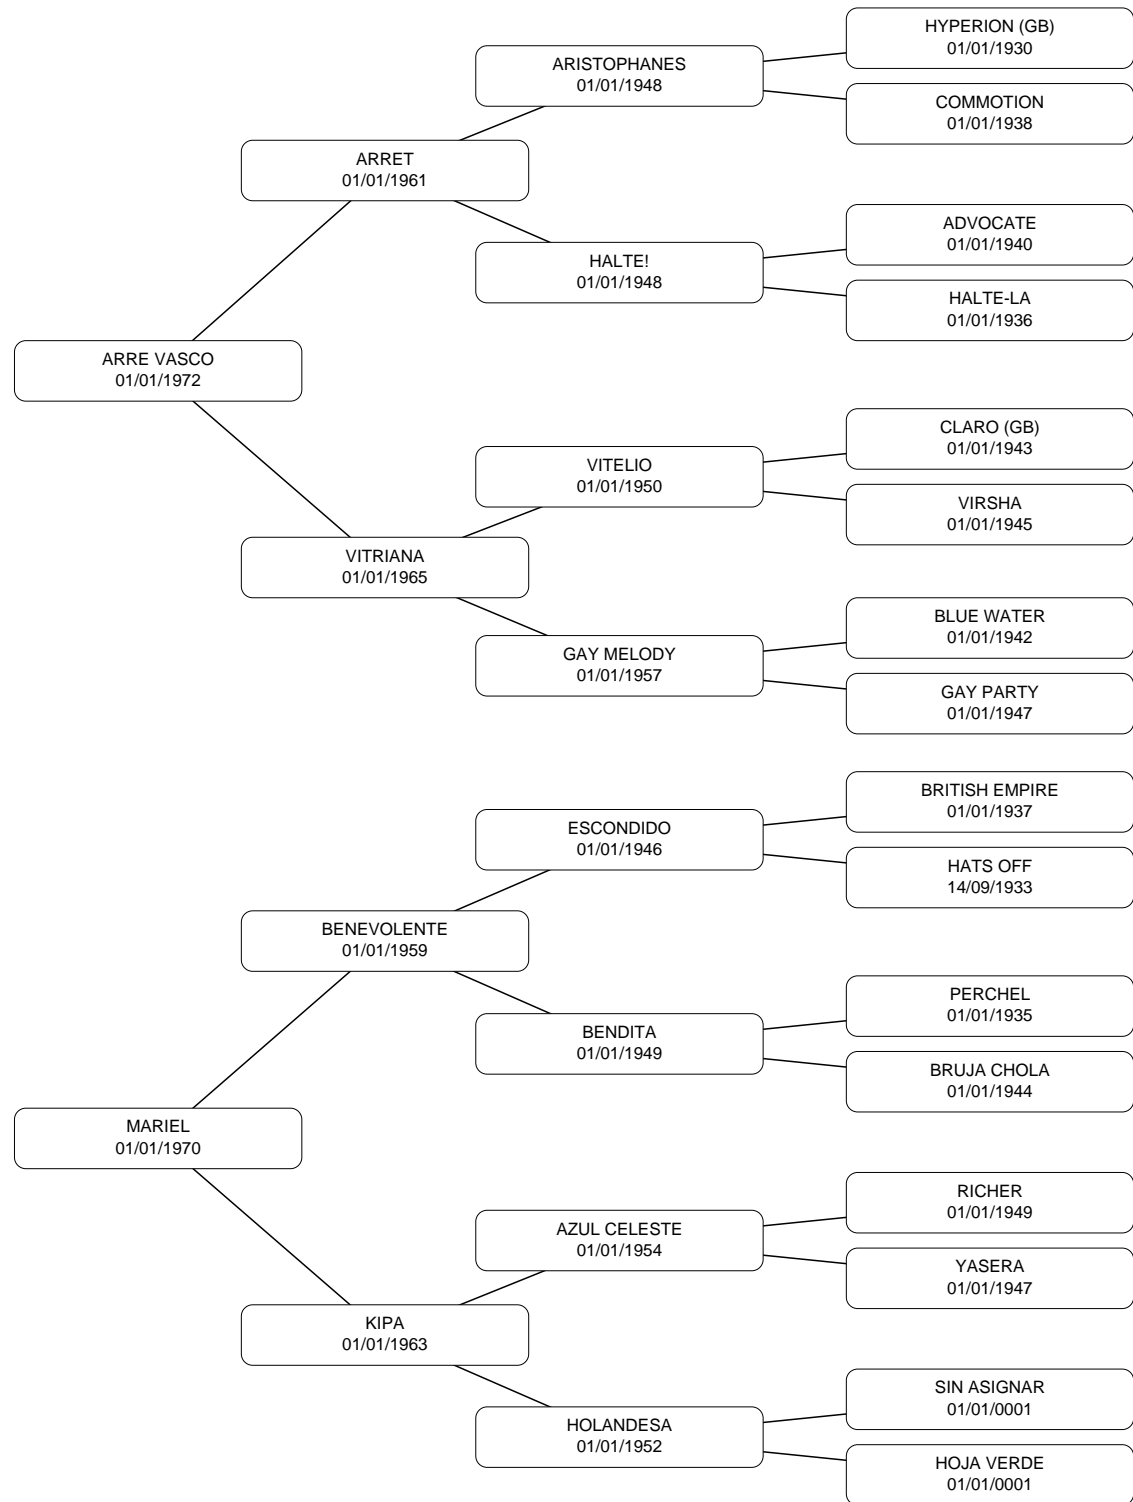 HYPERION (GB)
01/01/1930
ARISTOPHANES
01/01/1948
COMMOTION
01/01/1938
ARRET
01/01/1961
ADVOCATE
01/01/1940
HALTE!
01/01/1948
HALTE-LA
01/01/1936
ARRE VASCO
01/01/1972
CLARO (GB)
01/01/1943
VITELIO
01/01/1950
VIRSHA
01/01/1945
VITRIANA
01/01/1965
BLUE WATER
01/01/1942
GAY MELODY
01/01/1957
GAY PARTY
01/01/1947
BRITISH EMPIRE
01/01/1937
ESCONDIDO
01/01/1946
HATS OFF
14/09/1933
BENEVOLENTE
01/01/1959
PERCHEL
01/01/1935
BENDITA
01/01/1949
BRUJA CHOLA
01/01/1944
MARIEL
01/01/1970
RICHER
01/01/1949
AZUL CELESTE
01/01/1954
YASERA
01/01/1947
KIPA
01/01/1963
SIN ASIGNAR
01/01/0001
HOLANDESA
01/01/1952
HOJA VERDE
01/01/0001